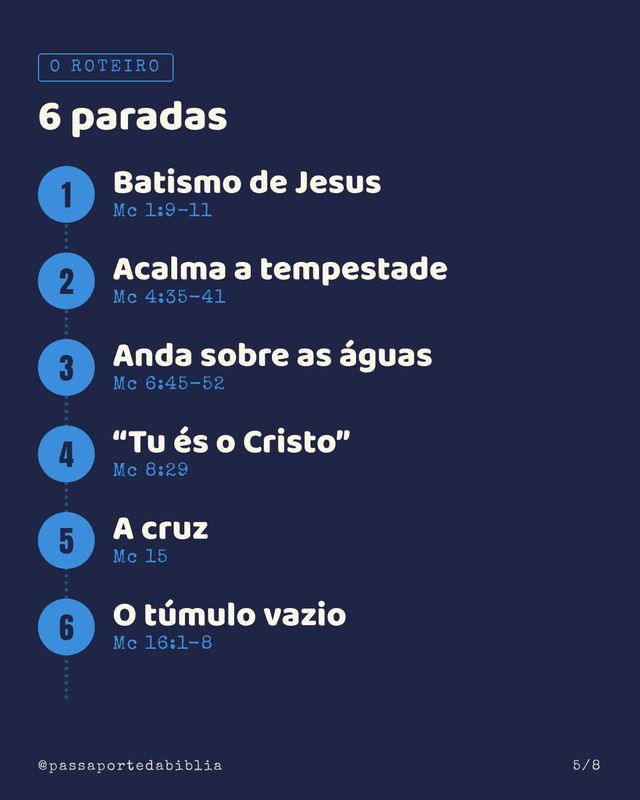 O ROTEIRO
6 paradas
1
Batismo de Jesus
Mc 1:9-11
2
Acalma a tempestade
Mc 4:35-41
3
Anda sobre as águas
Mc 6:45-52
4
“Tu és o Cristo”
Mc 8:29
5
A cruz
Mc 15
6
O túmulo vazio
Mc 16:1-8
@passaportedabiblia
5/8